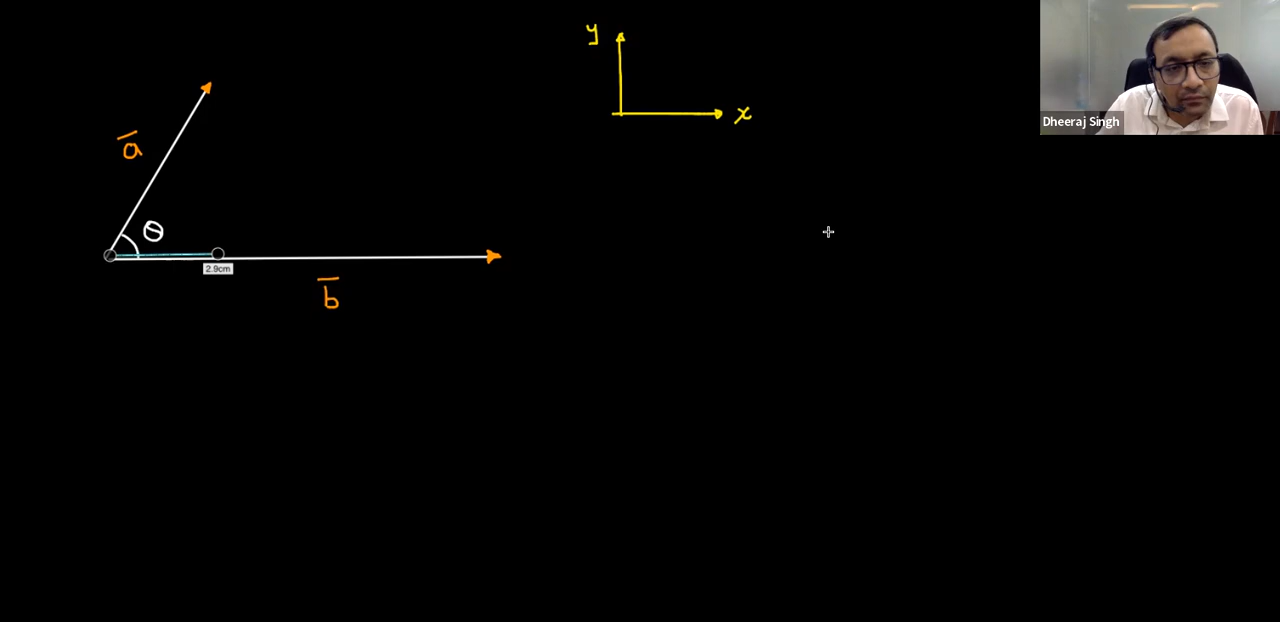 y
x
Dheeraj Singh
a̅
θ
2.9cm
b̅